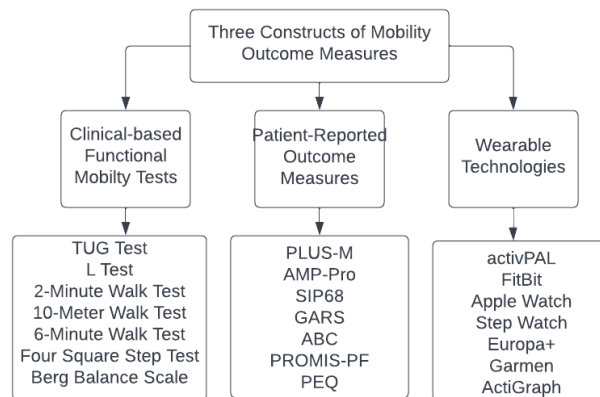 Three Constructs of Mobility
Outcome Measures
Clinical-based
Functional
Mobilty Tests
Patient-Reported
Outcome
Measures
Wearable
Technologies
TUG Test
L Test
2-Minute Walk Test
10-Meter Walk Test
6-Minute Walk Test
Four Square Step Test
Berg Balance Scale
PLUS-M
AMP-Pro
SIP68
GARS
ABC
PROMIS-PF
PEQ
activPAL
FitBit
Apple Watch
Step Watch
Europa+
Garmen
ActiGraph